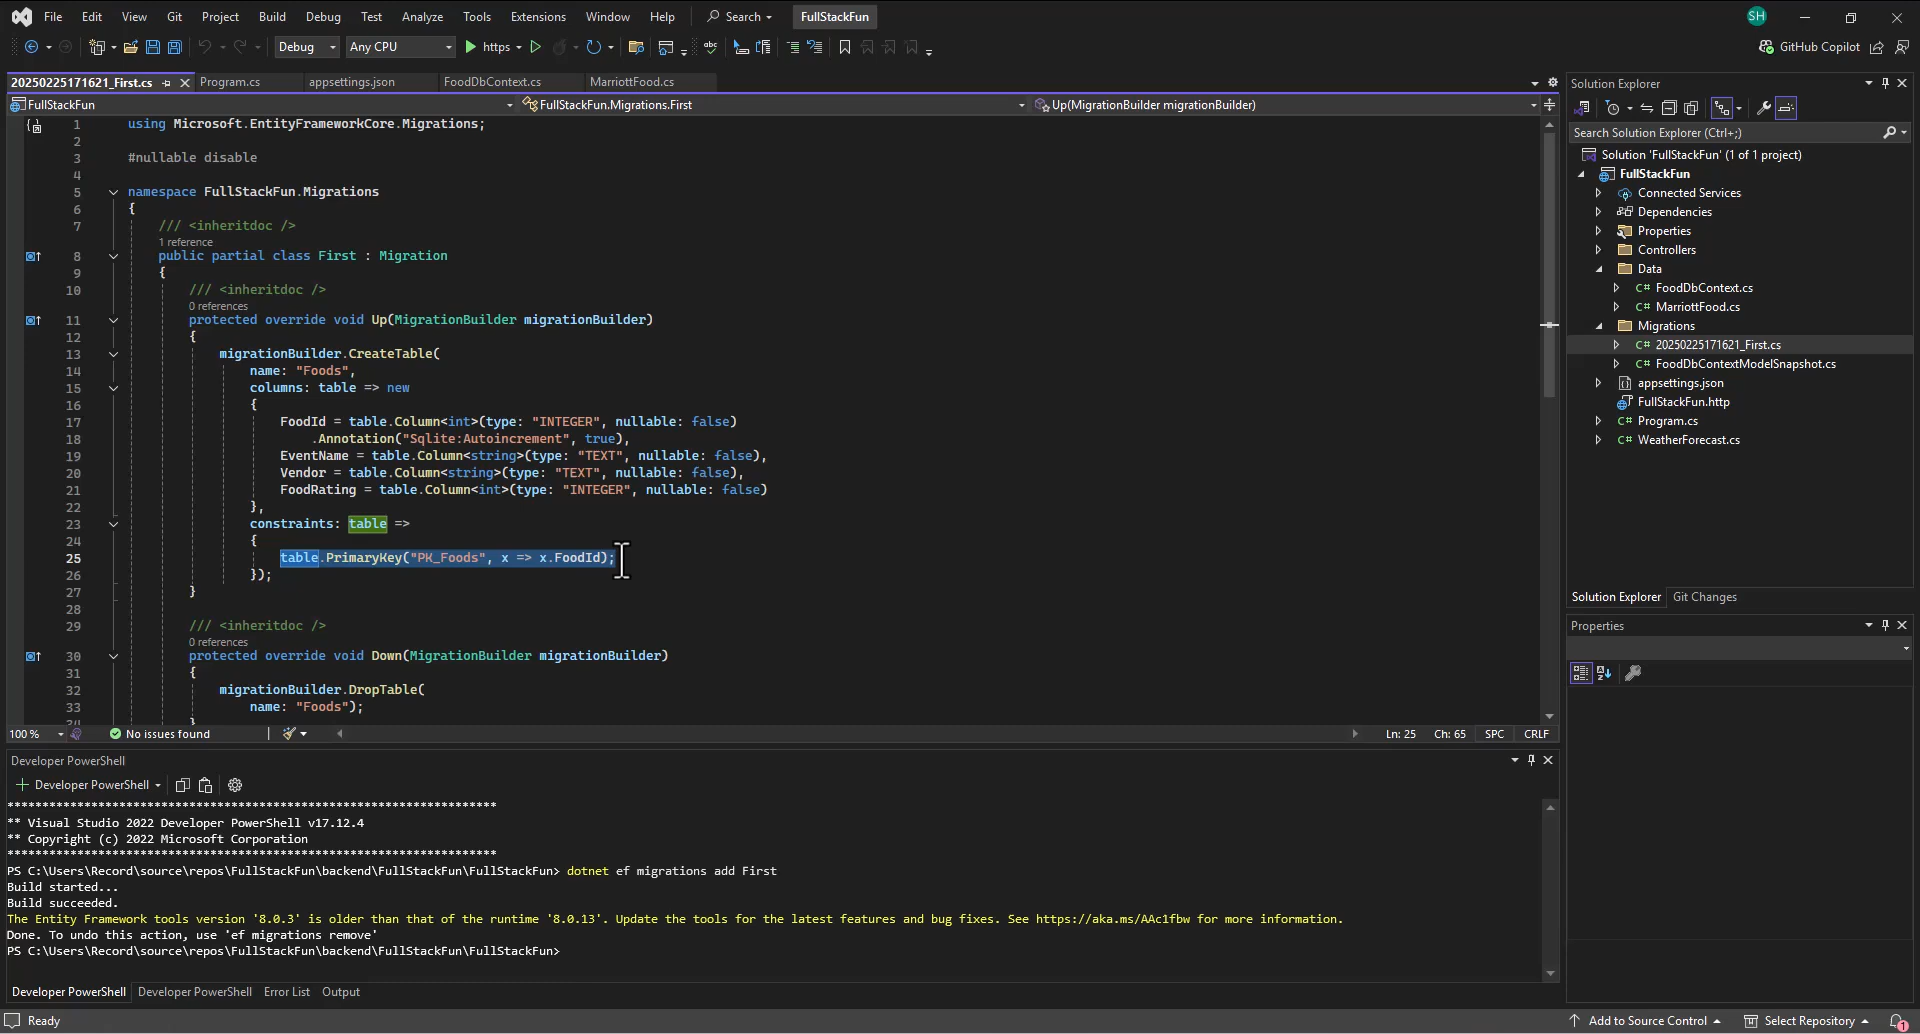 File Edit View Git Project Build Debug Test Analyze Tools Extensions Window Help Search FullStackFun SH
Debug Any CPU https GitHub Copilot
20250225171621_First.cs Program.cs appsettings.json FoodDbContext.cs MarriottFood.cs
FullStackFun FullStackFun.Migrations.First Up(MigrationBuilder migrationBuilder)
1 using Microsoft.EntityFrameworkCore.Migrations;
2
3 #nullable disable
4
5 namespace FullStackFun.Migrations
6 {
7 /// <inheritdoc />
1 reference
8 public partial class First : Migration
9 {
10 /// <inheritdoc />
0 references
11 protected override void Up(MigrationBuilder migrationBuilder)
12 {
13 migrationBuilder.CreateTable(
14 name: "Foods",
15 columns: table => new
16 {
17 FoodId = table.Column<int>(type: "INTEGER", nullable: false)
18 .Annotation("Sqlite:Autoincrement", true),
19 EventName = table.Column<string>(type: "TEXT", nullable: false),
20 Vendor = table.Column<string>(type: "TEXT", nullable: false),
21 FoodRating = table.Column<int>(type: "INTEGER", nullable: false)
22 },
23 constraints: table =>
24 {
25 table.PrimaryKey("PK_Foods", x => x.FoodId);
26 });
27 }
28
29 /// <inheritdoc />
0 references
30 protected override void Down(MigrationBuilder migrationBuilder)
31 {
32 migrationBuilder.DropTable(
33 name: "Foods");
34 }
100 % No issues found Ln: 25 Ch: 65 SPC CRLF
Developer PowerShell
+ Developer PowerShell
**********************************************************************
** Visual Studio 2022 Developer PowerShell v17.12.4
** Copyright (c) 2022 Microsoft Corporation
**********************************************************************
PS C:\Users\Record\source\repos\FullStackFun\backend\FullStackFun\FullStackFun> dotnet ef migrations add First
Build started...
Build succeeded.
The Entity Framework tools version '8.0.3' is older than that of the runtime '8.0.13'. Update the tools for the latest features and bug fixes. See https://aka.ms/AAc1fbw for more information.
Done. To undo this action, use 'ef migrations remove'
PS C:\Users\Record\source\repos\FullStackFun\backend\FullStackFun\FullStackFun>
Developer PowerShell Developer PowerShell Error List Output
Solution Explorer
Search Solution Explorer (Ctrl+;)
Solution 'FullStackFun' (1 of 1 project)
FullStackFun
Connected Services
Dependencies
Properties
Controllers
Data
C# FoodDbContext.cs
C# MarriottFood.cs
Migrations
C# 20250225171621_First.cs
C# FoodDbContextModelSnapshot.cs
appsettings.json
FullStackFun.http
C# Program.cs
C# WeatherForecast.cs
Solution Explorer Git Changes
Properties
Ready Add to Source Control Select Repository 1